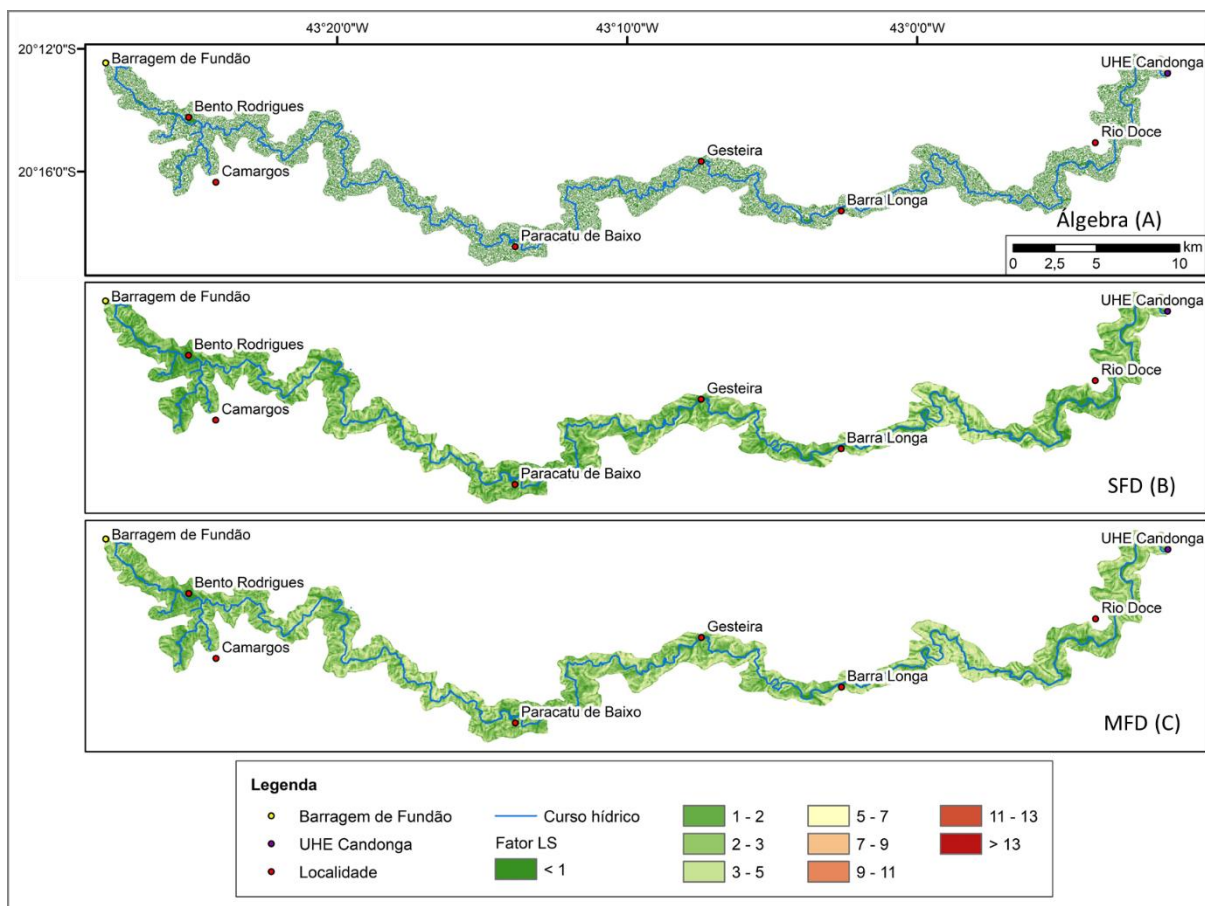 43°20'0"W 43°10'0"W 43°0'0"W
20°12'0"S
Barragem de Fundão
UHE Candonga
Bento Rodrigues
Rio Doce
Gesteira
20°16'0"S
Camargos
Barra Longa
Álgebra (A)
Paracatu de Baixo
km
0 2,5 5 10
Barragem de Fundão
UHE Candonga
Bento Rodrigues
Rio Doce
Gesteira
Camargos
Barra Longa
Paracatu de Baixo
SFD (B)
Barragem de Fundão
UHE Candonga
Bento Rodrigues
Rio Doce
Gesteira
Camargos
Barra Longa
Paracatu de Baixo
MFD (C)
Legenda
Barragem de Fundão
UHE Candonga
Localidade
Curso hídrico
Fator LS
< 1
1 - 2
2 - 3
3 - 5
5 - 7
7 - 9
9 - 11
11 - 13
> 13